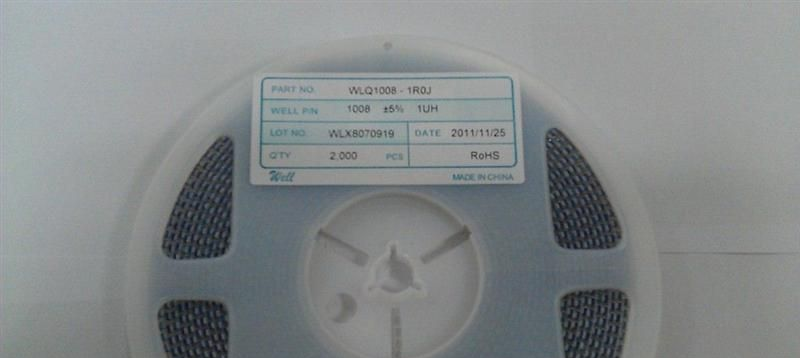 PART NO. WLQ1008 - 1R0J
WELL P/N 1008 ±5% 1UH
LOT NO. WLX8070919 DATE 2011/11/25
Q'TY 2,000 PCS RoHS
Well MADE IN CHINA